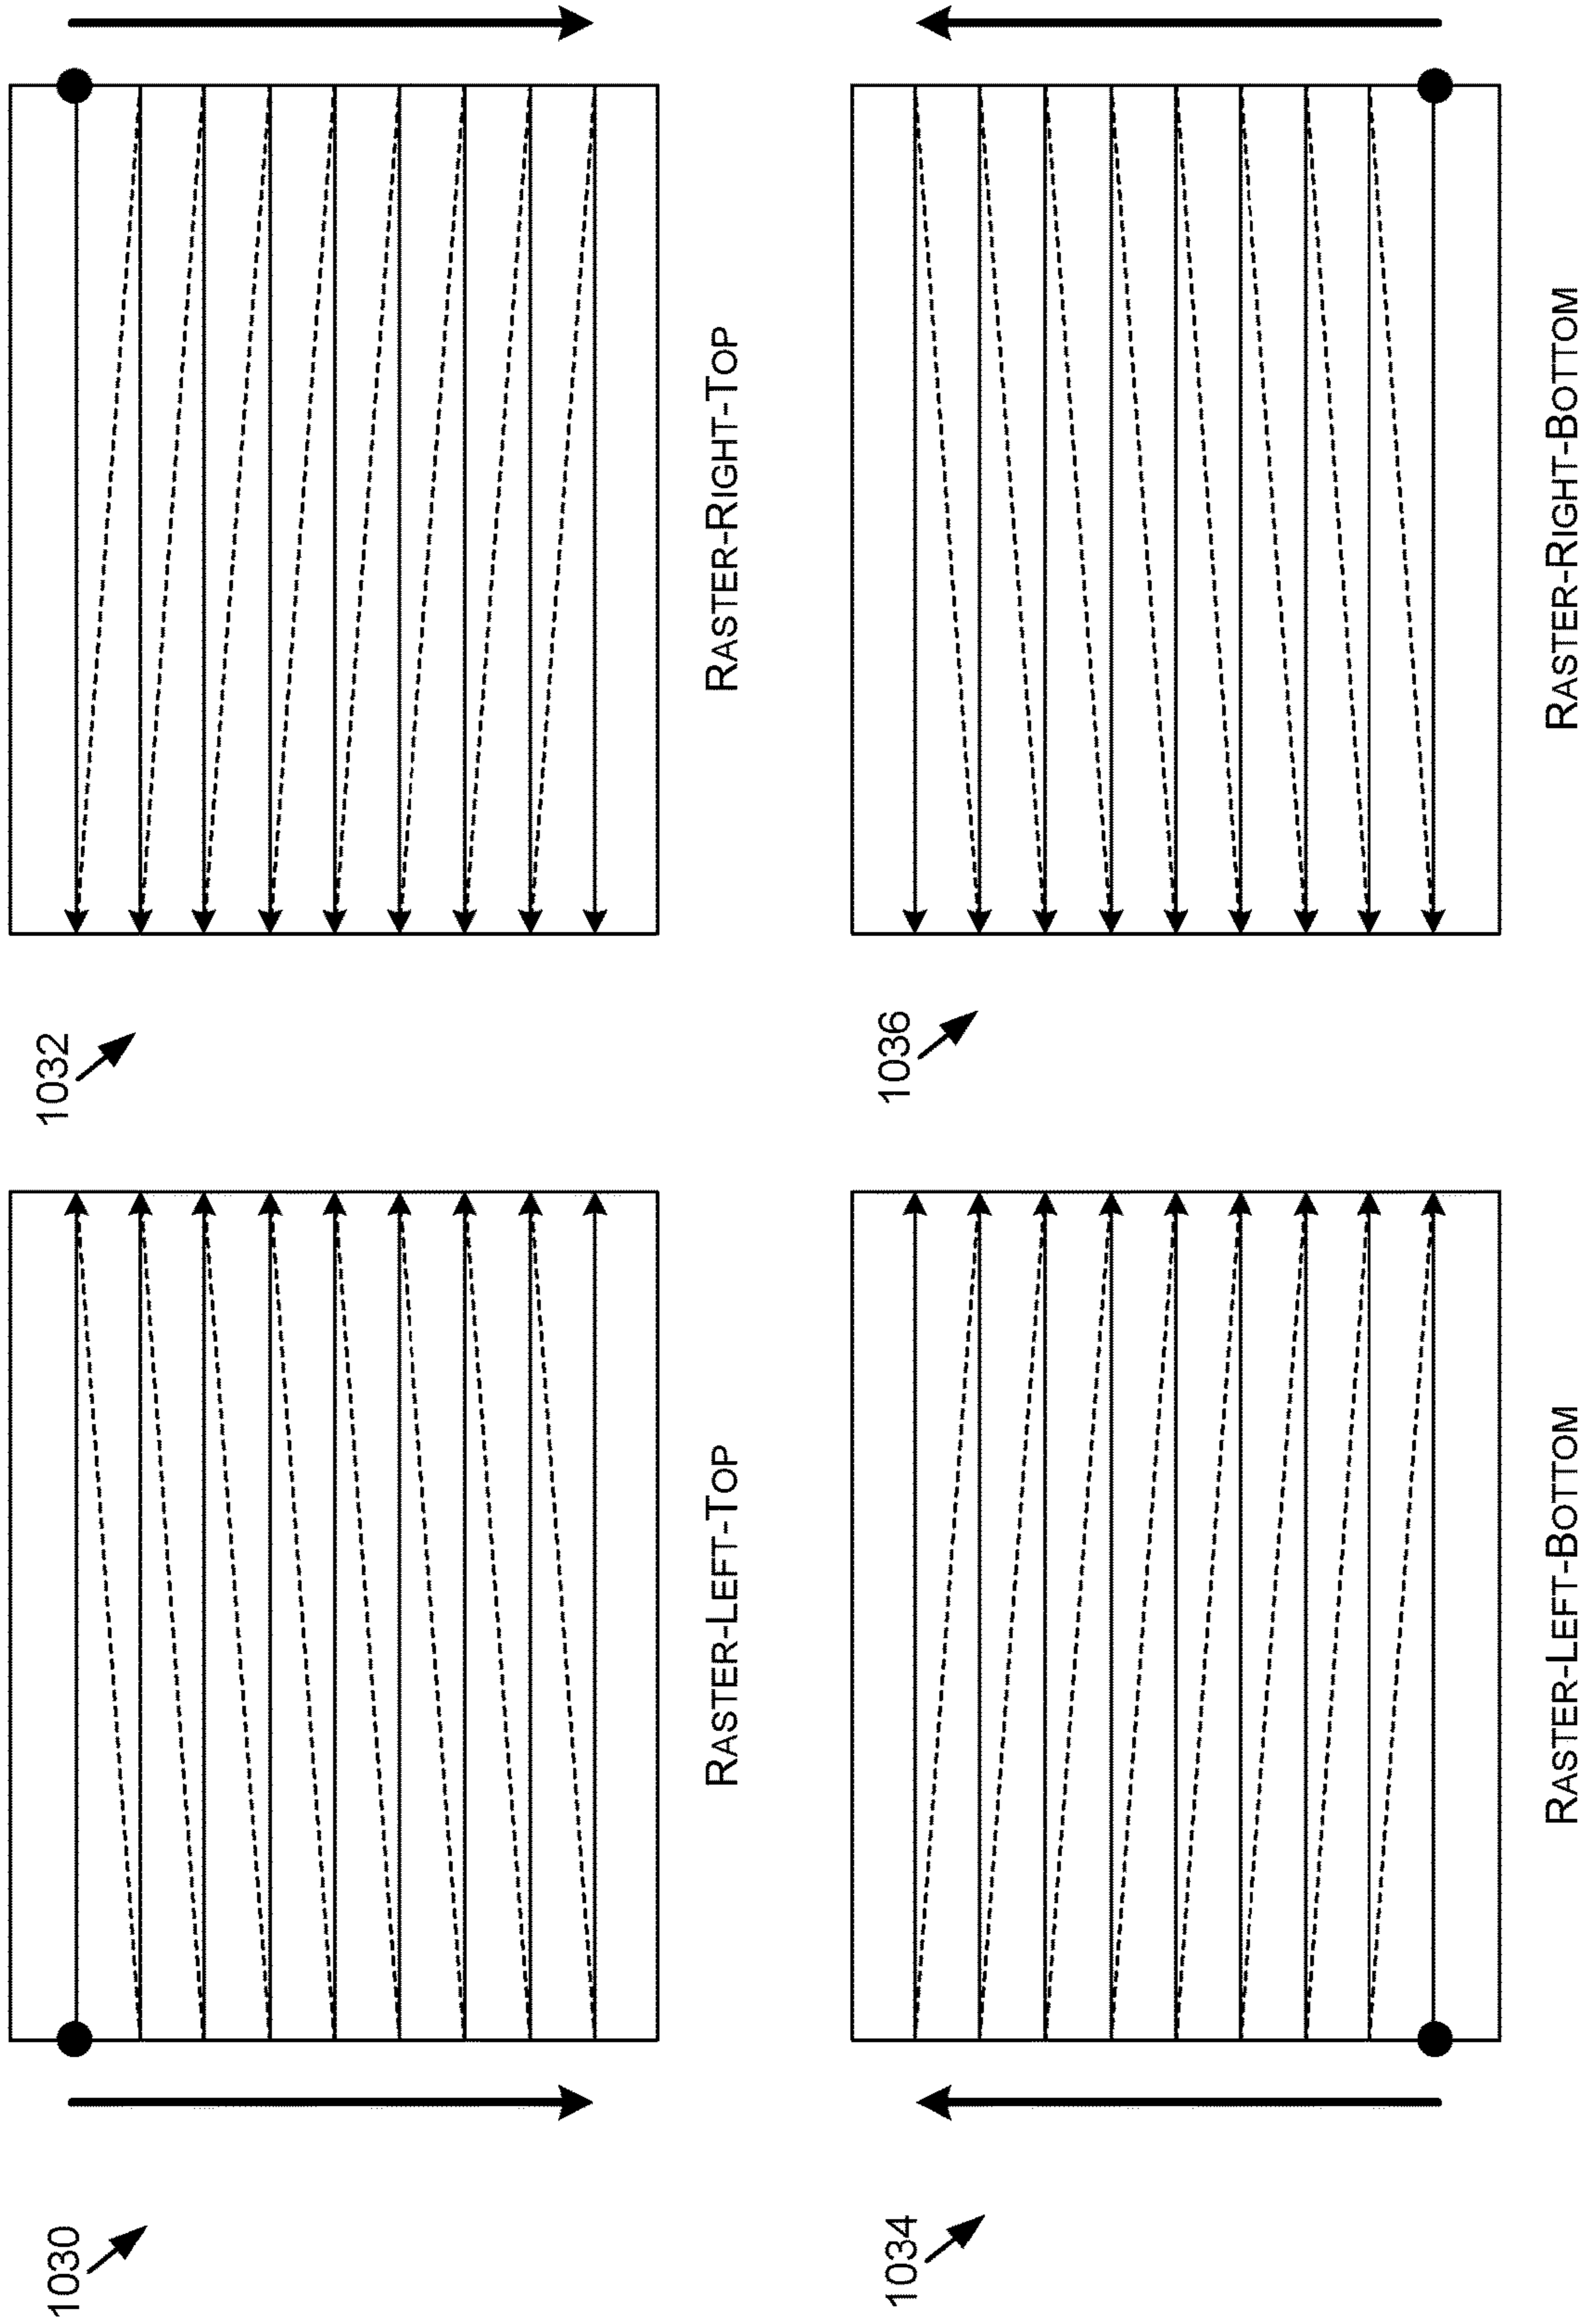 1030
RASTER-LEFT-TOP
1032
RASTER-RIGHT-TOP
1034
RASTER-LEFT-BOTTOM
1036
RASTER-RIGHT-BOTTOM